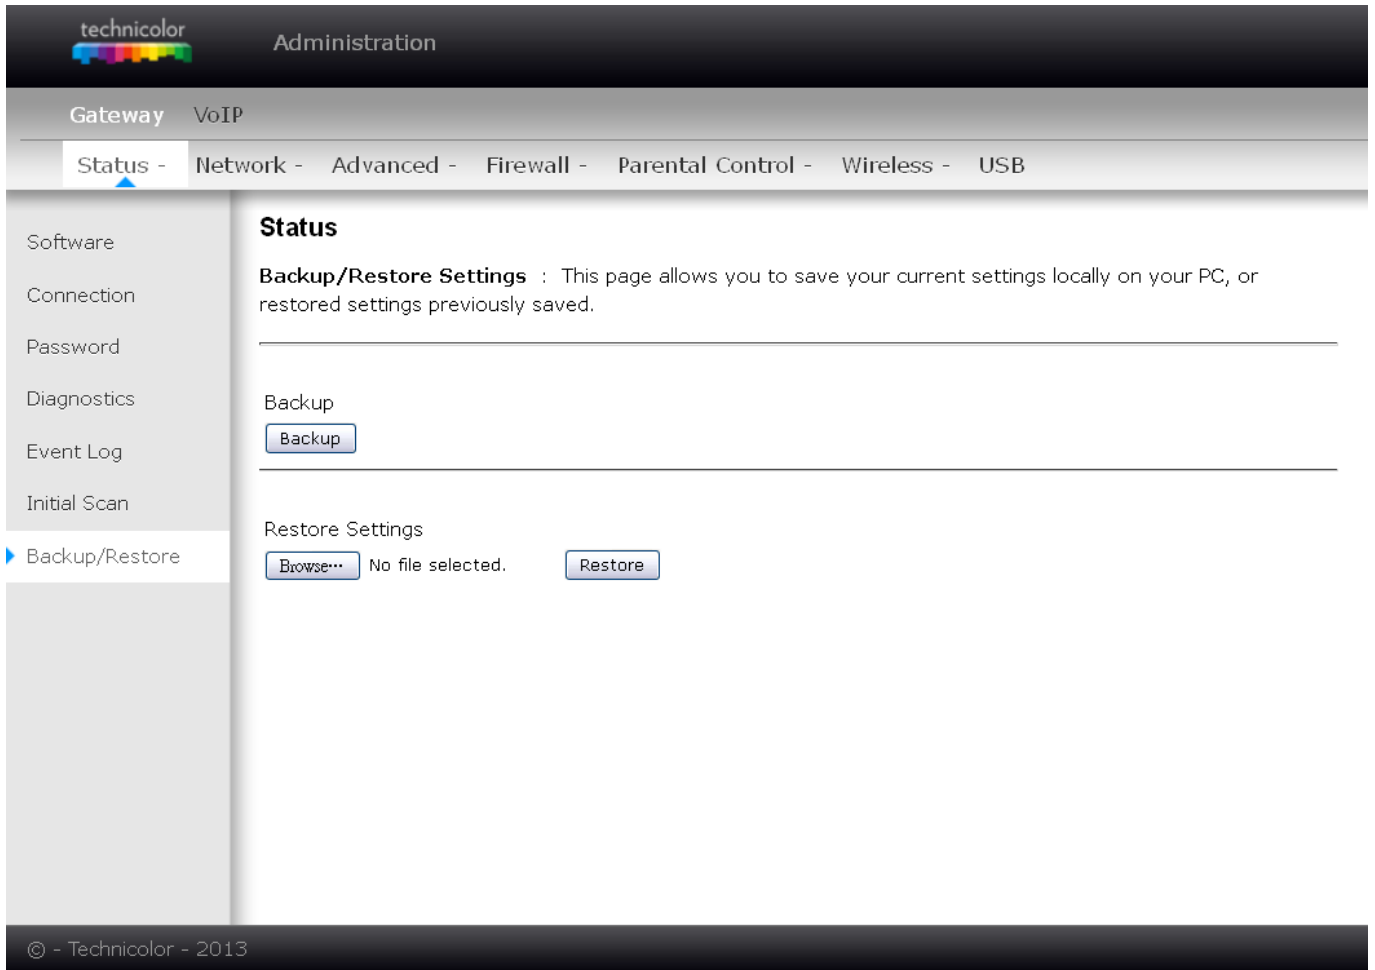 technicolor
Administration
Gateway VoIP
Status - Network - Advanced - Firewall - Parental Control - Wireless - USB
Software
Connection
Password
Diagnostics
Event Log
Initial Scan
Backup/Restore
Status
Backup/Restore Settings : This page allows you to save your current settings locally on your PC, or
restored settings previously saved.
Backup
Backup
Restore Settings
Browse... No file selected. Restore
© - Technicolor - 2013